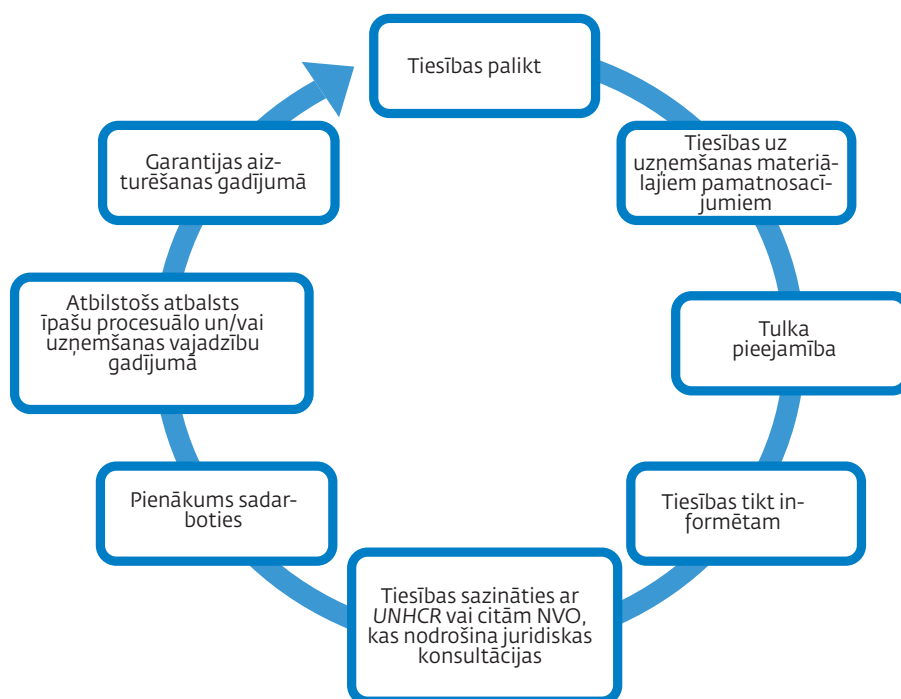 Tiesības palikt
Tiesības uz
uzņemšanas materiā-
lajiem pamatnosacī-
jumiem
Tulka
pieejamība
Tiesības tikt in-
formētam
Tiesības sazināties ar
UNHCR vai citām NVO,
kas nodrošina juridiskas
konsultācijas
Pienākums sadar-
boties
Atbilstošs atbalsts
īpašu procesuālo un/vai
uzņemšanas vajadzību
gadījumā
Garantijas aiz-
turēšanas gadījumā